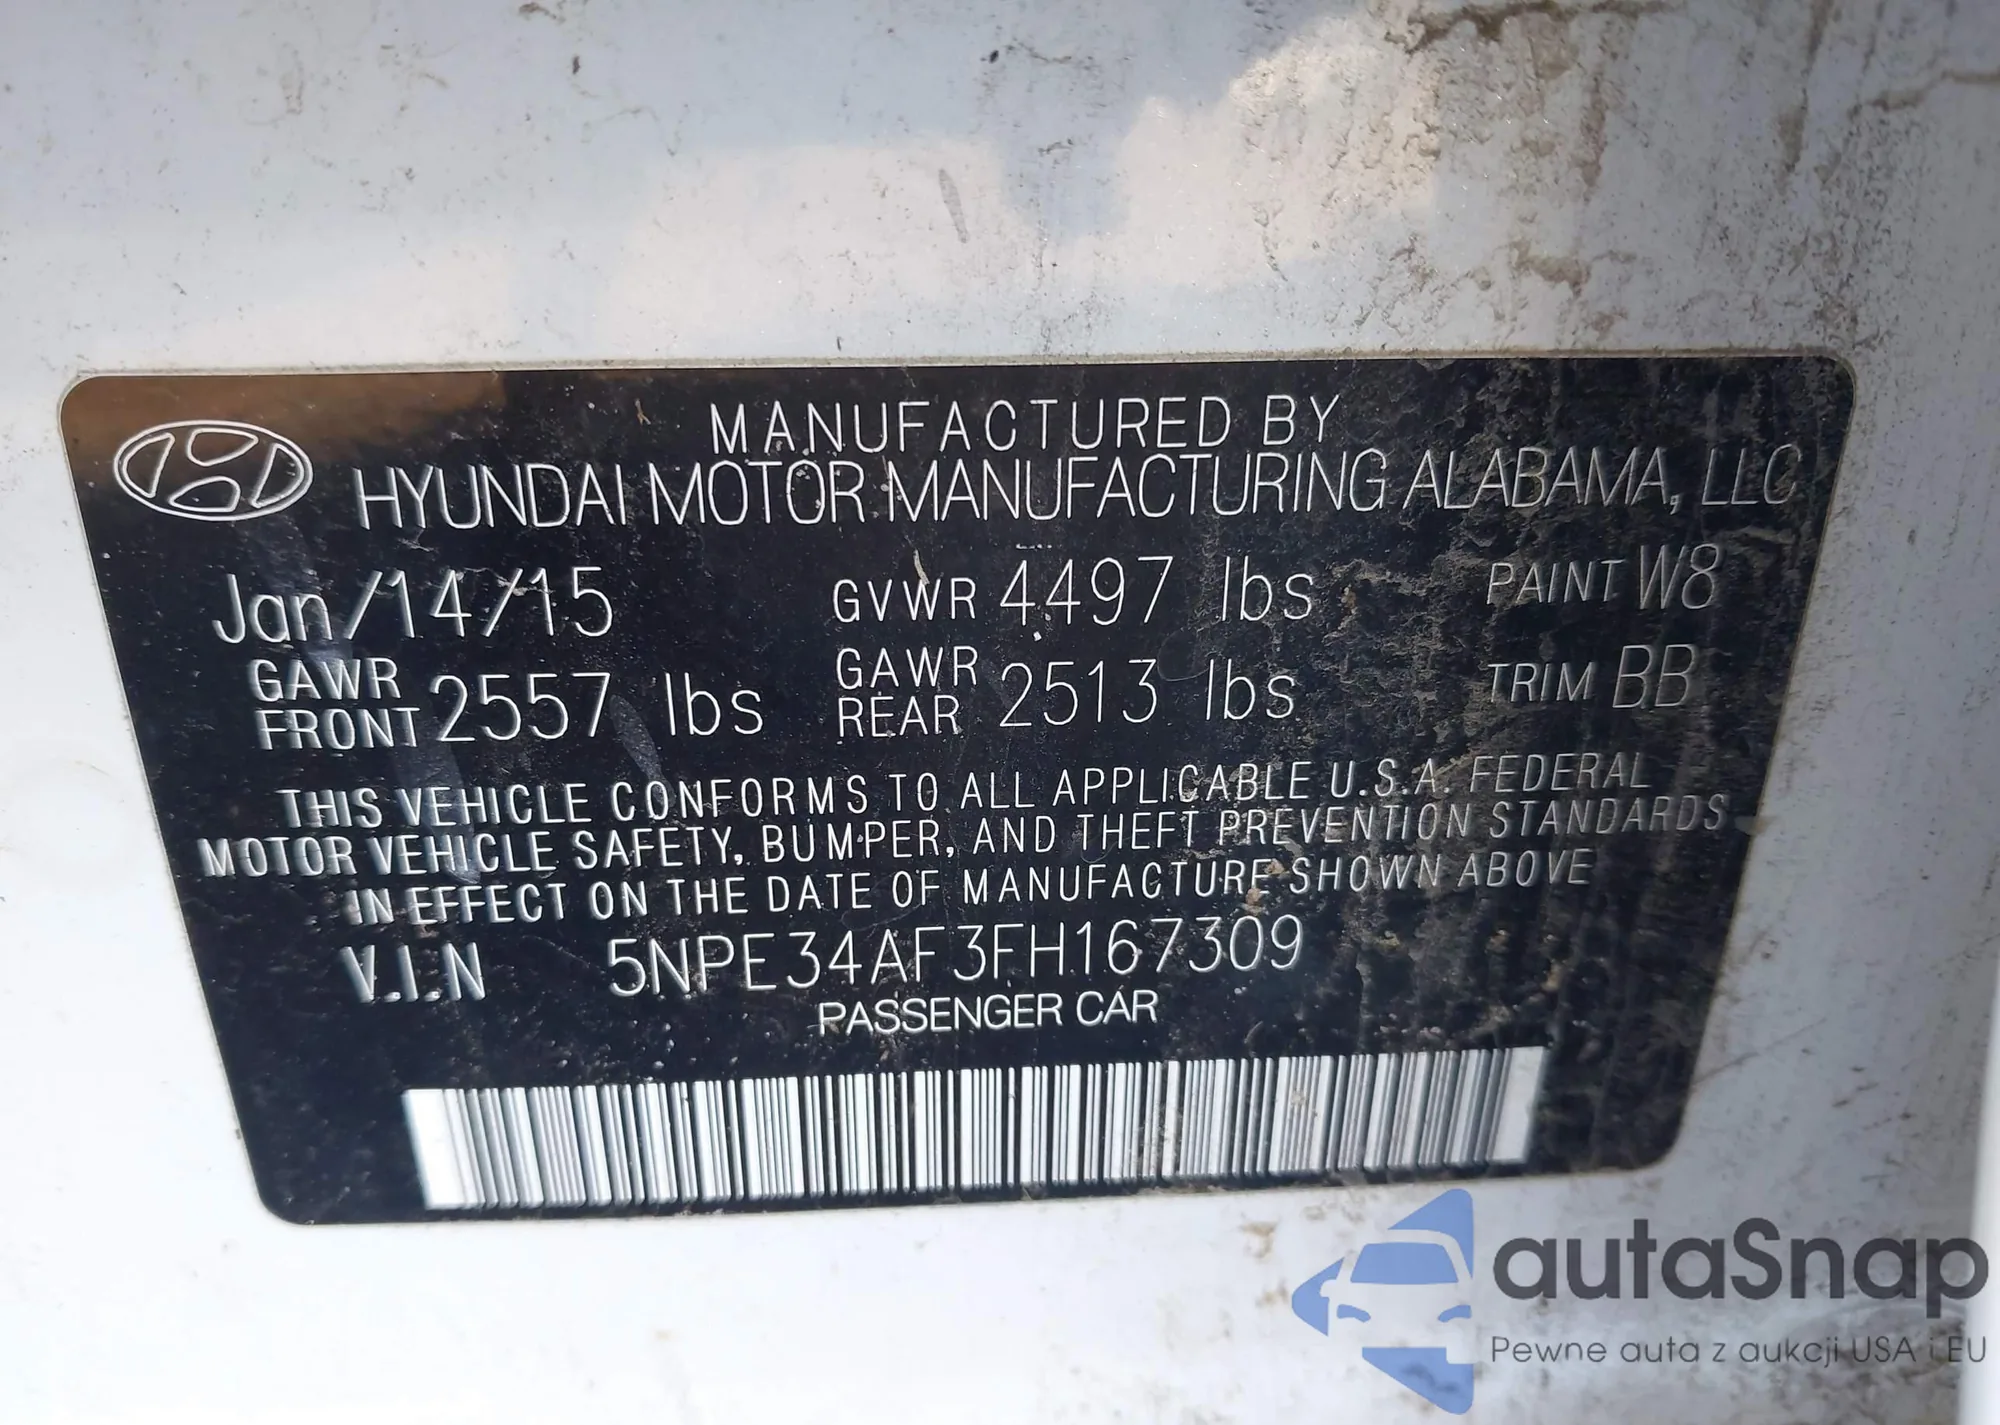 MANUFACTURED BY
HYUNDAI MOTOR MANUFACTURING ALABAMA, LLC
Jan/14/15 GVWR 4497 lbs PAINT W8
GAWR FRONT 2557 lbs GAWR REAR 2513 lbs TRIM BB
THIS VEHICLE CONFORMS TO ALL APPLICABLE U.S.A. FEDERAL
MOTOR VEHICLE SAFETY, BUMPER, AND THEFT PREVENTION STANDARDS
IN EFFECT ON THE DATE OF MANUFACTURE SHOWN ABOVE
V.I.N 5NPE34AF3FH167309
PASSENGER CAR
autaSnap
Pewne auta z aukcji USA i EU